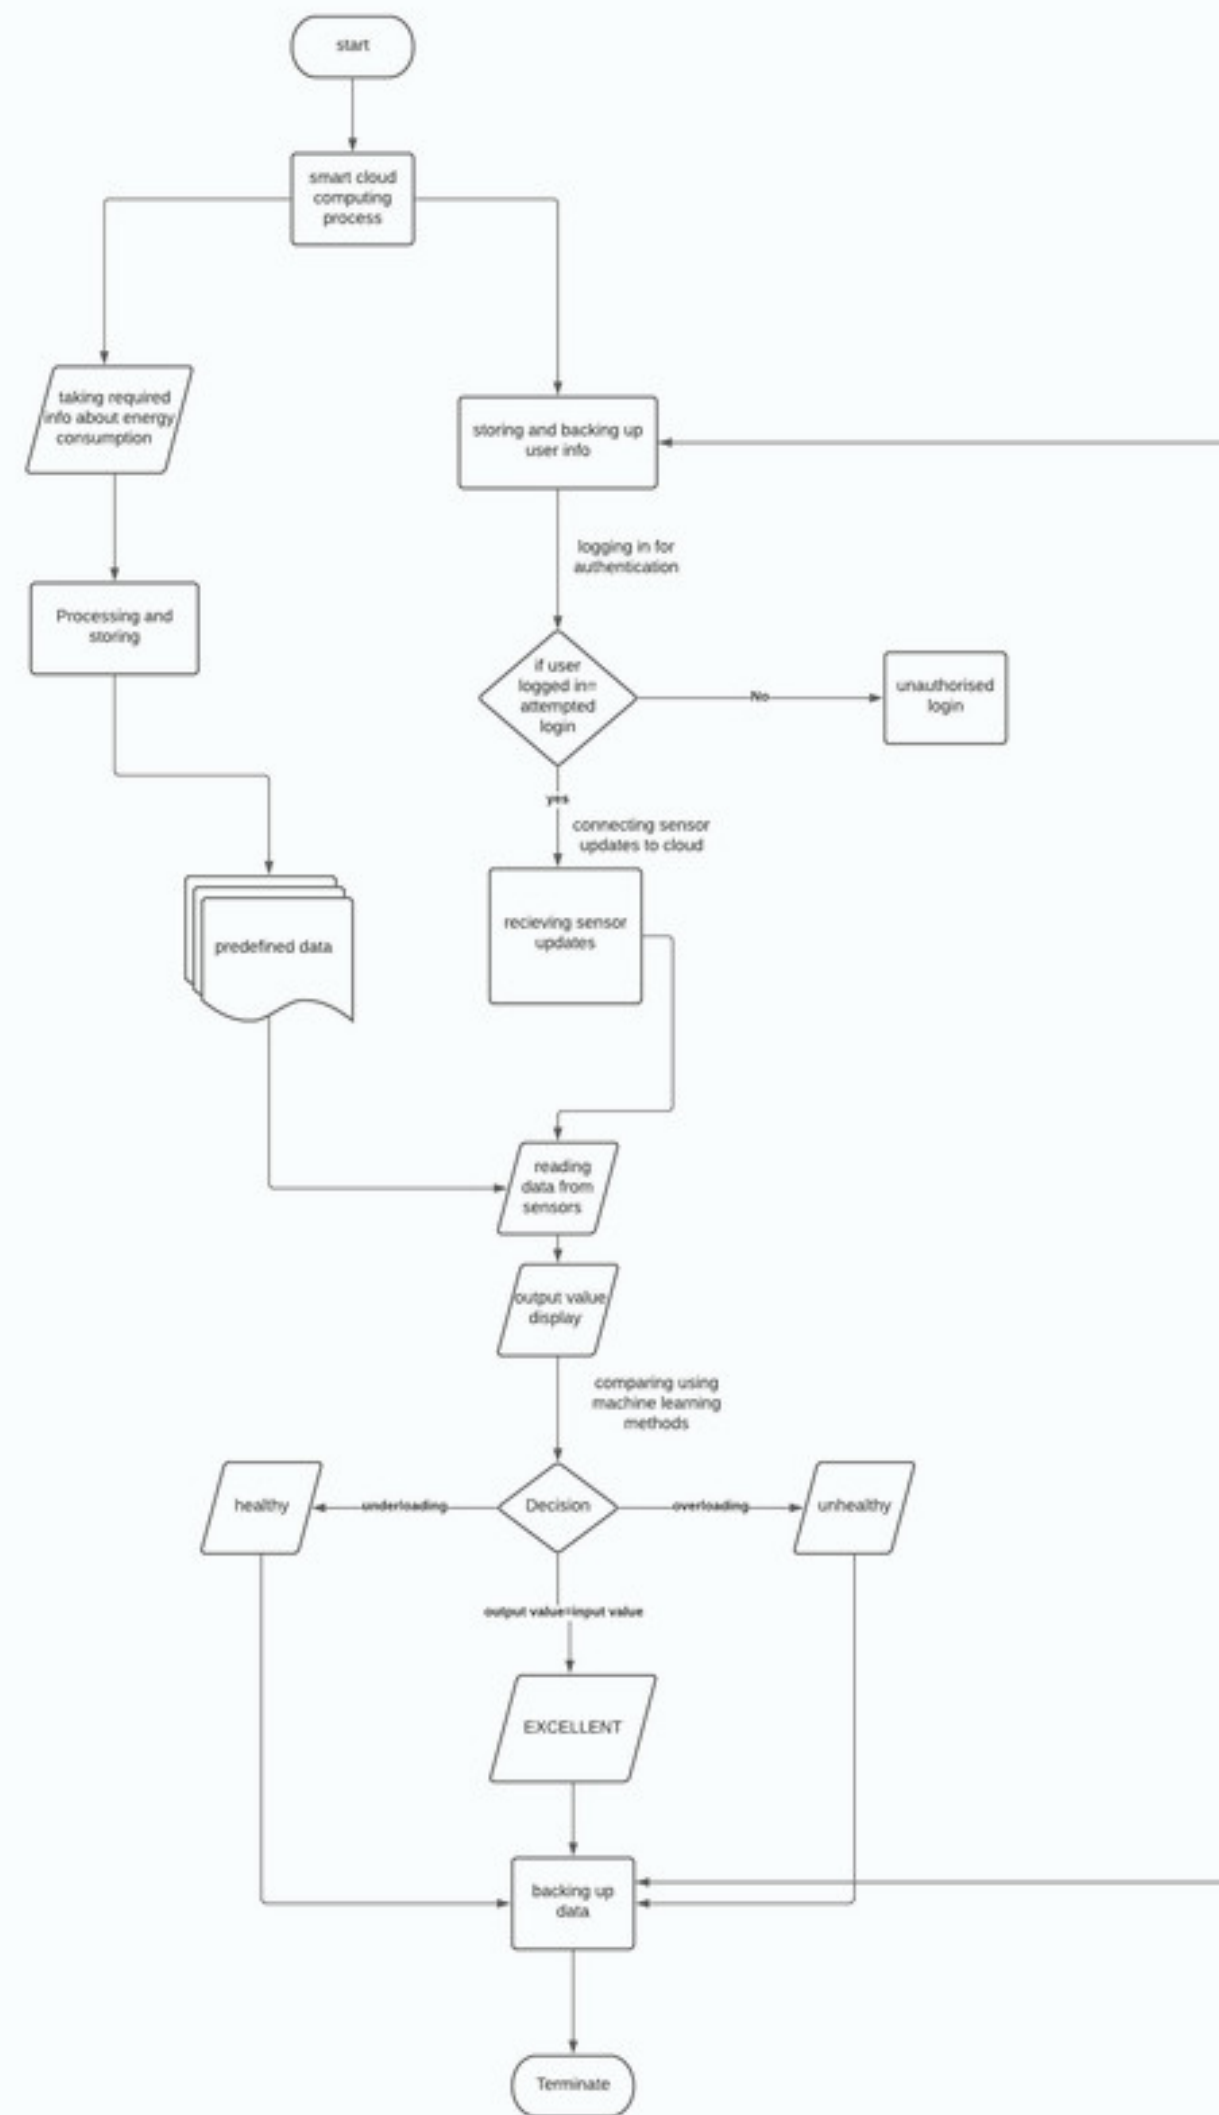 start
smart cloud
computing
process
taking required
info about energy
consumption
storing and backing up
user info
logging in for
authentication
Processing and
storing
if user
logged in=
attempted
login
No
unauthorised
login
yes
connecting sensor
updates to cloud
predefined data
recieving sensor
updates
reading
data from
sensors
output value
display
comparing using
machine learning
methods
healthy
underloading
Decision
overloading
unhealthy
output value=input value
EXCELLENT
backing up
data
Terminate